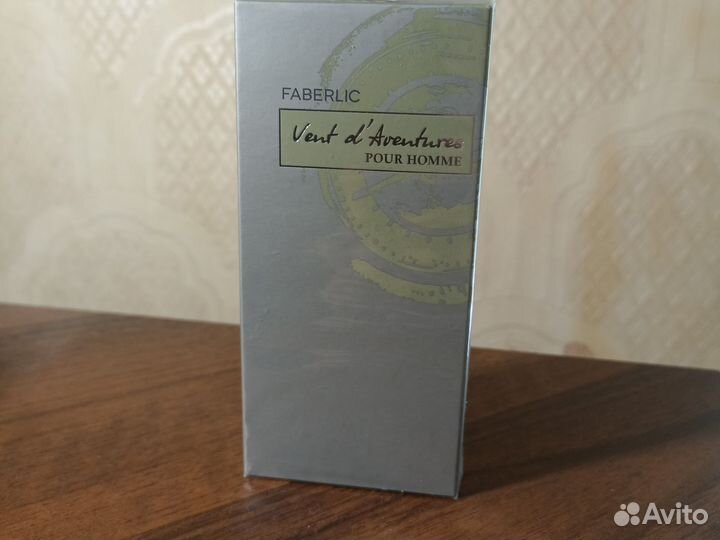 FABERLIC
Vent d'Aventures
POUR HOMME
Avito